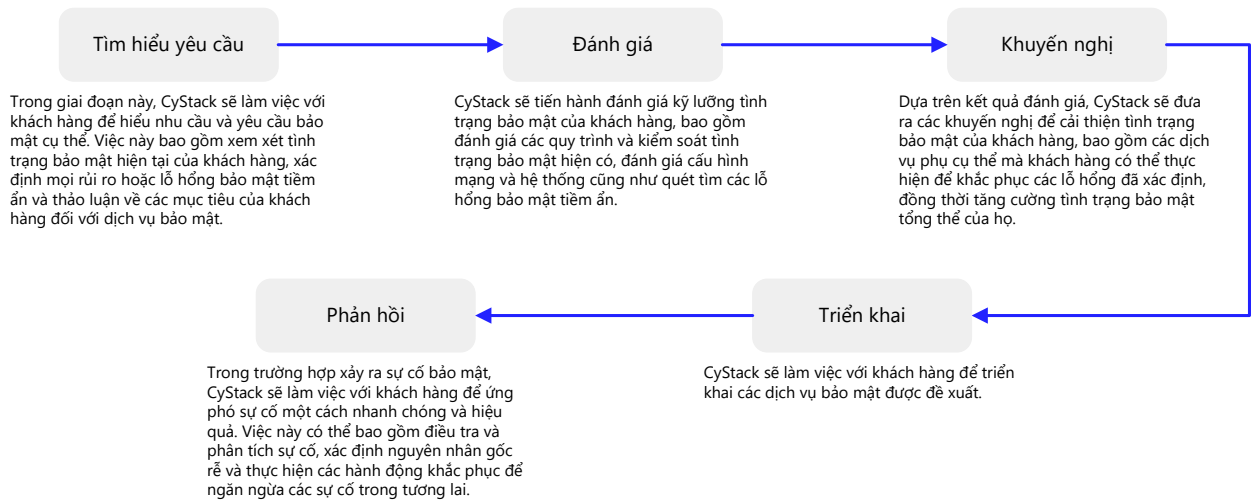 Tìm hiểu yêu cầu
Trong giai đoạn này, CyStack sẽ làm việc với
khách hàng để hiểu nhu cầu và yêu cầu bảo
mật cụ thể. Việc này bao gồm xem xét tình
trạng bảo mật hiện tại của khách hàng, xác
định mọi rủi ro hoặc lỗ hổng bảo mật tiềm
ẩn và thảo luận về các mục tiêu của khách
hàng đối với dịch vụ bảo mật.
Đánh giá
CyStack sẽ tiến hành đánh giá kỹ lưỡng tình
trạng bảo mật của khách hàng, bao gồm
đánh giá các quy trình và kiểm soát tình
trạng bảo mật hiện có, đánh giá cấu hình
mạng và hệ thống cũng như quét tìm các lỗ
hổng bảo mật tiềm ẩn.
Khuyến nghị
Dựa trên kết quả đánh giá, CyStack sẽ đưa
ra các khuyến nghị để cải thiện tình trạng
bảo mật của khách hàng, bao gồm các dịch
vụ phụ cụ thể mà khách hàng có thể thực
hiện để khắc phục các lỗ hổng đã xác định,
đồng thời tăng cường tình trạng bảo mật
tổng thể của họ.
Triển khai
CyStack sẽ làm việc với khách hàng để triển
khai các dịch vụ bảo mật được đề xuất.
Phản hồi
Trong trường hợp xảy ra sự cố bảo mật,
CyStack sẽ làm việc với khách hàng để ứng
phó sự cố một cách nhanh chóng và hiệu
quả. Việc này có thể bao gồm điều tra và
phân tích sự cố, xác định nguyên nhân gốc
rễ và thực hiện các hành động khắc phục để
ngăn ngừa các sự cố trong tương lai.